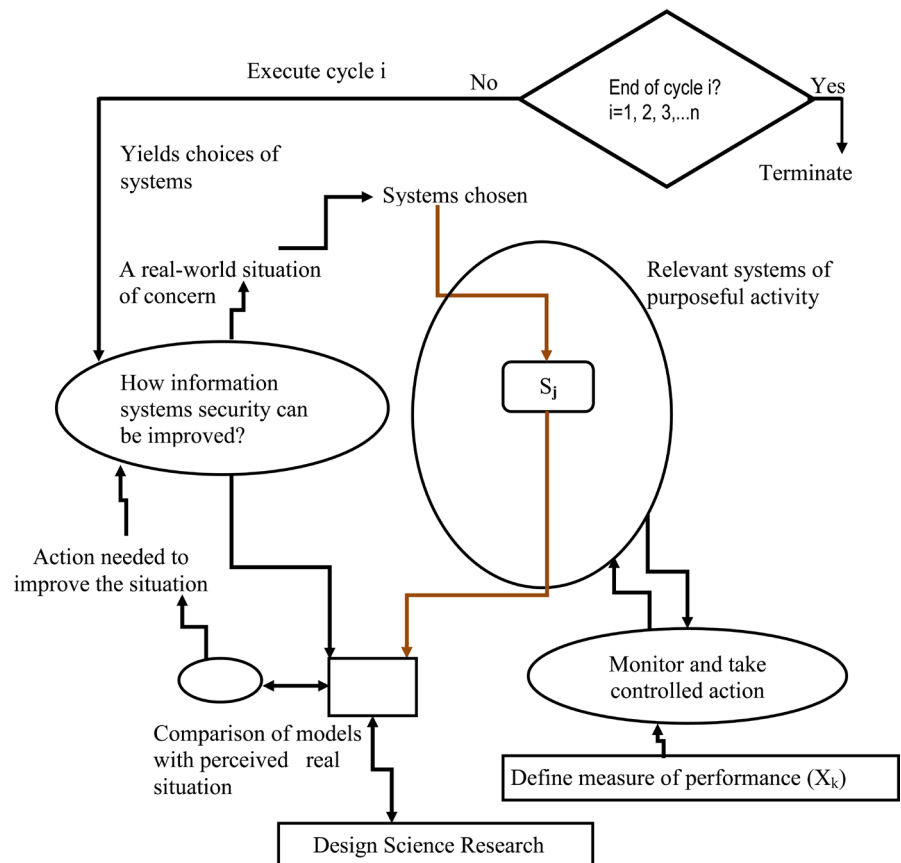 Execute cycle i
No
End of cycle i?
i=1, 2, 3,...n
Yes
Terminate
Yields choices of
systems
Systems chosen
A real-world situation
of concern
Relevant systems of
purposeful activity
How information
systems security can
be improved?
Sj
Action needed to
improve the situation
Monitor and take
controlled action
Comparison of models
with perceived real
situation
Define measure of performance (Xk)
Design Science Research